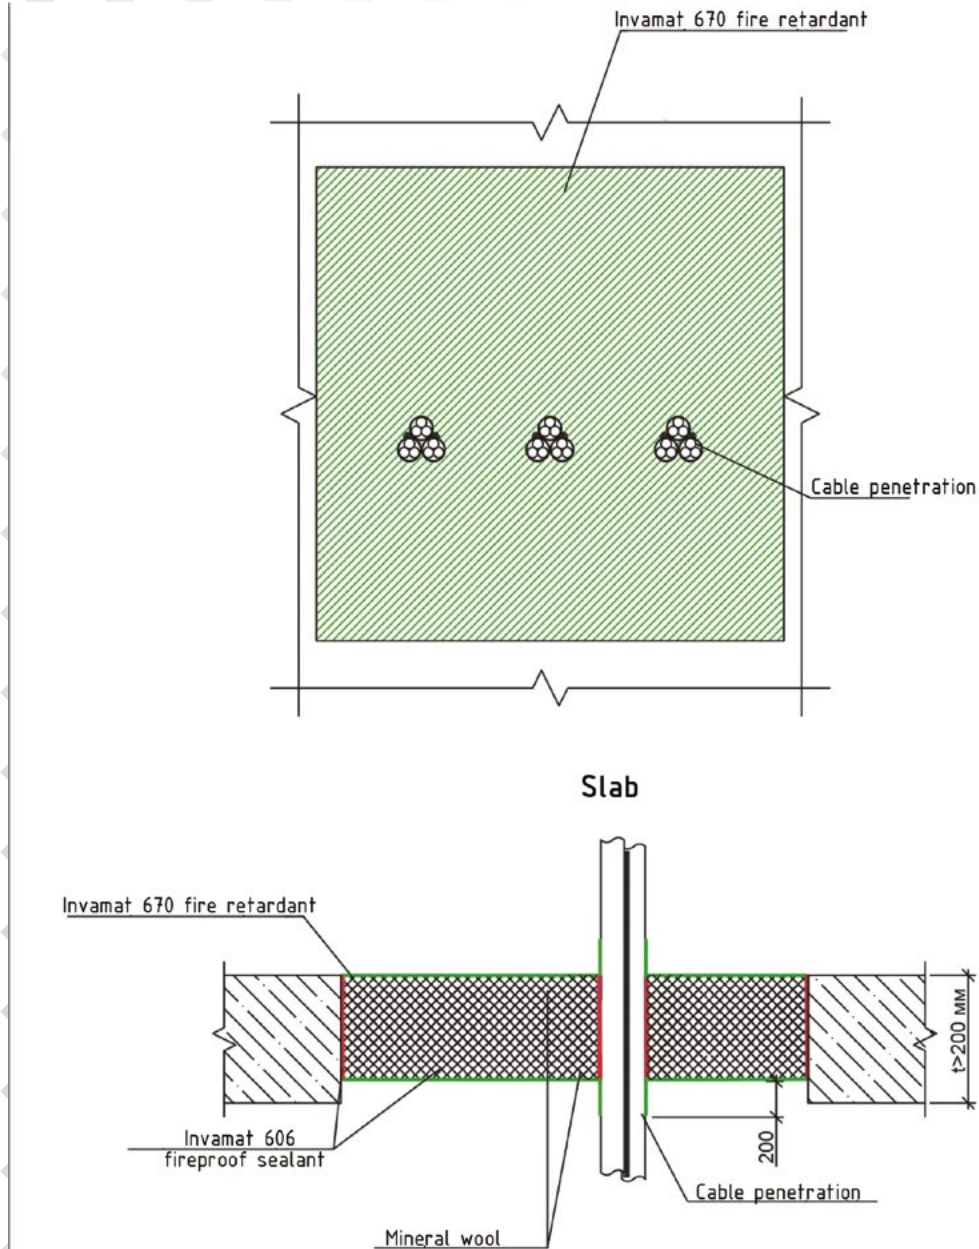 Invamat 670 fire retardant
Cable penetration
Slab
Invamat 670 fire retardant
t>200 мм
Invamat 606
fireproof sealant
200
Cable penetration
Mineral wool